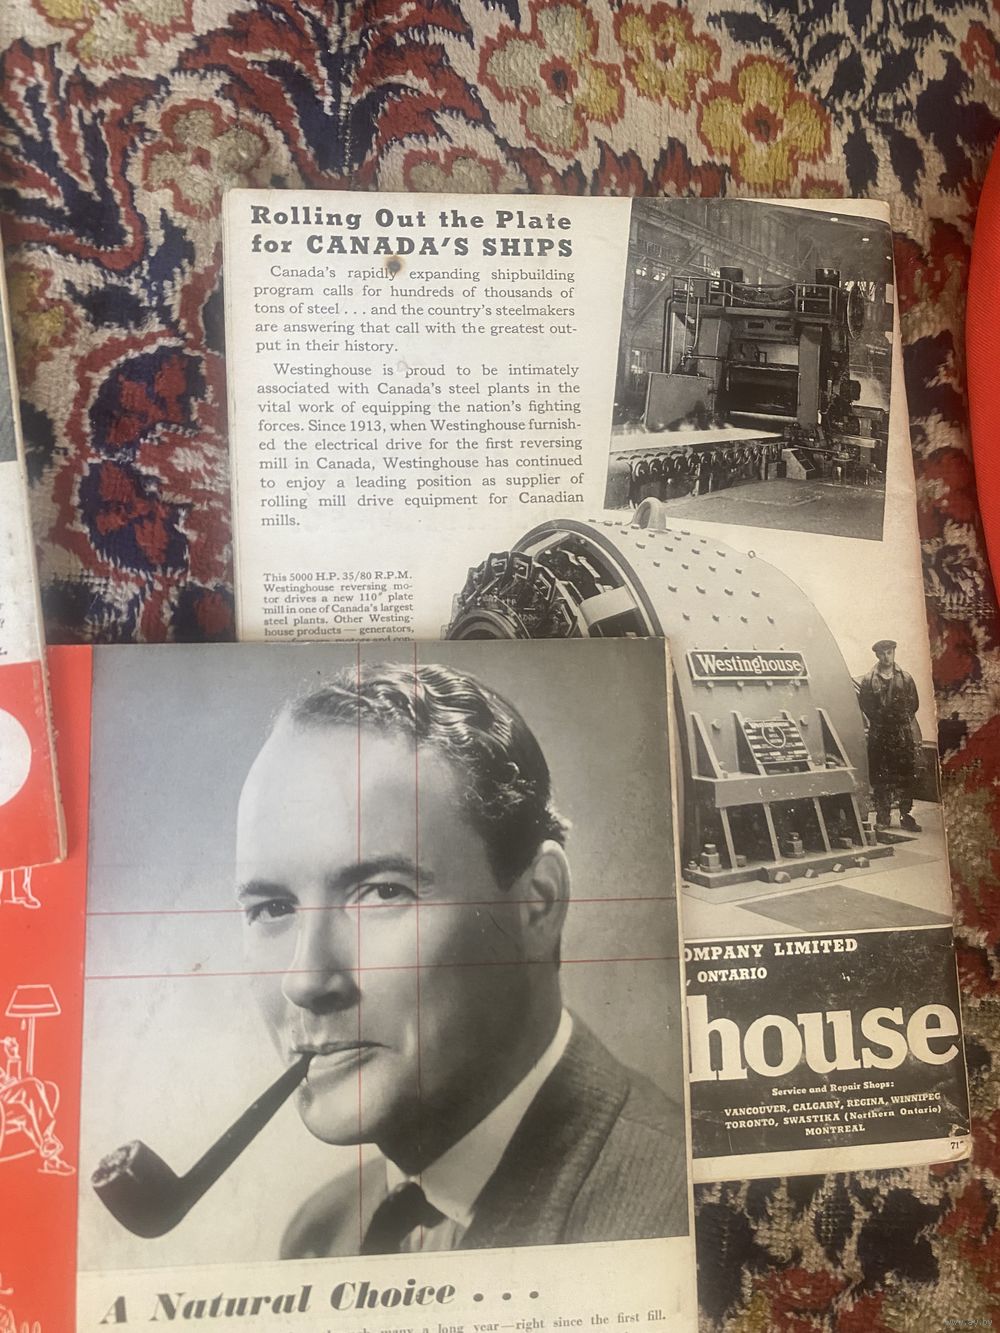 Rolling Out the Plate
for CANADA'S SHIPS
Canada's rapidly expanding shipbuilding
program calls for hundreds of thousands of
tons of steel . . . and the country's steelmakers
are answering that call with the greatest out-
put in their history.
Westinghouse is proud to be intimately
associated with Canada's steel plants in the
vital work of equipping the nation's fighting
forces. Since 1913, when Westinghouse furnish-
ed the electrical drive for the first reversing
mill in Canada, Westinghouse has continued
to enjoy a leading position as supplier of
rolling mill drive equipment for Canadian
mills.
This 5000 H.P. 35/80 R.P.M.
Westinghouse reversing mo-
tor drives a new 110" plate
mill in one of Canada's largest
steel plants. Other Westing-
house products — generators,
Westinghouse
OMPANY LIMITED
, ONTARIO
house
Service and Repair Shops:
VANCOUVER, CALGARY, REGINA, WINNIPEG
TORONTO, SWASTIKA (Northern Ontario)
MONTREAL
A Natural Choice . . .
many a long year—right since the first fill.